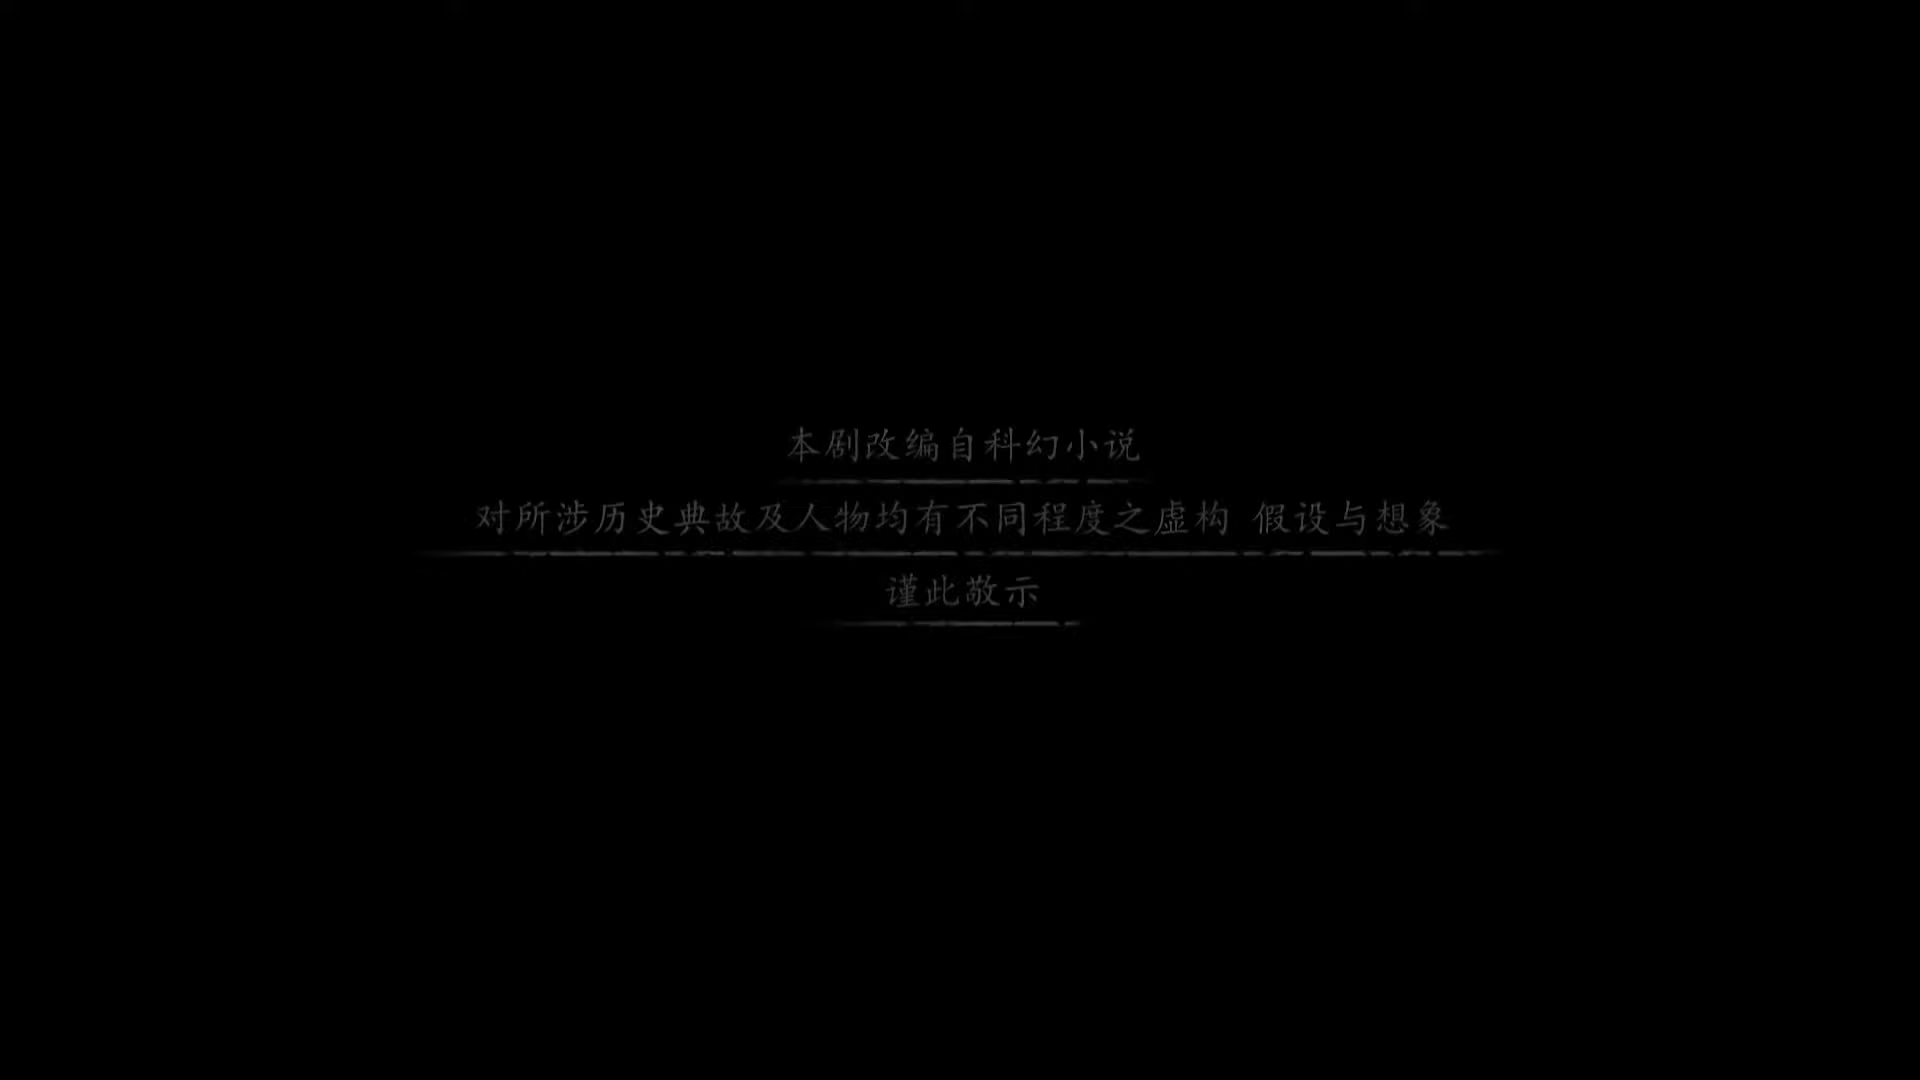 本剧改编自科幻小说
对所涉历史典故及人物均有不同程度之虚构 假设与想象
谨此敬示